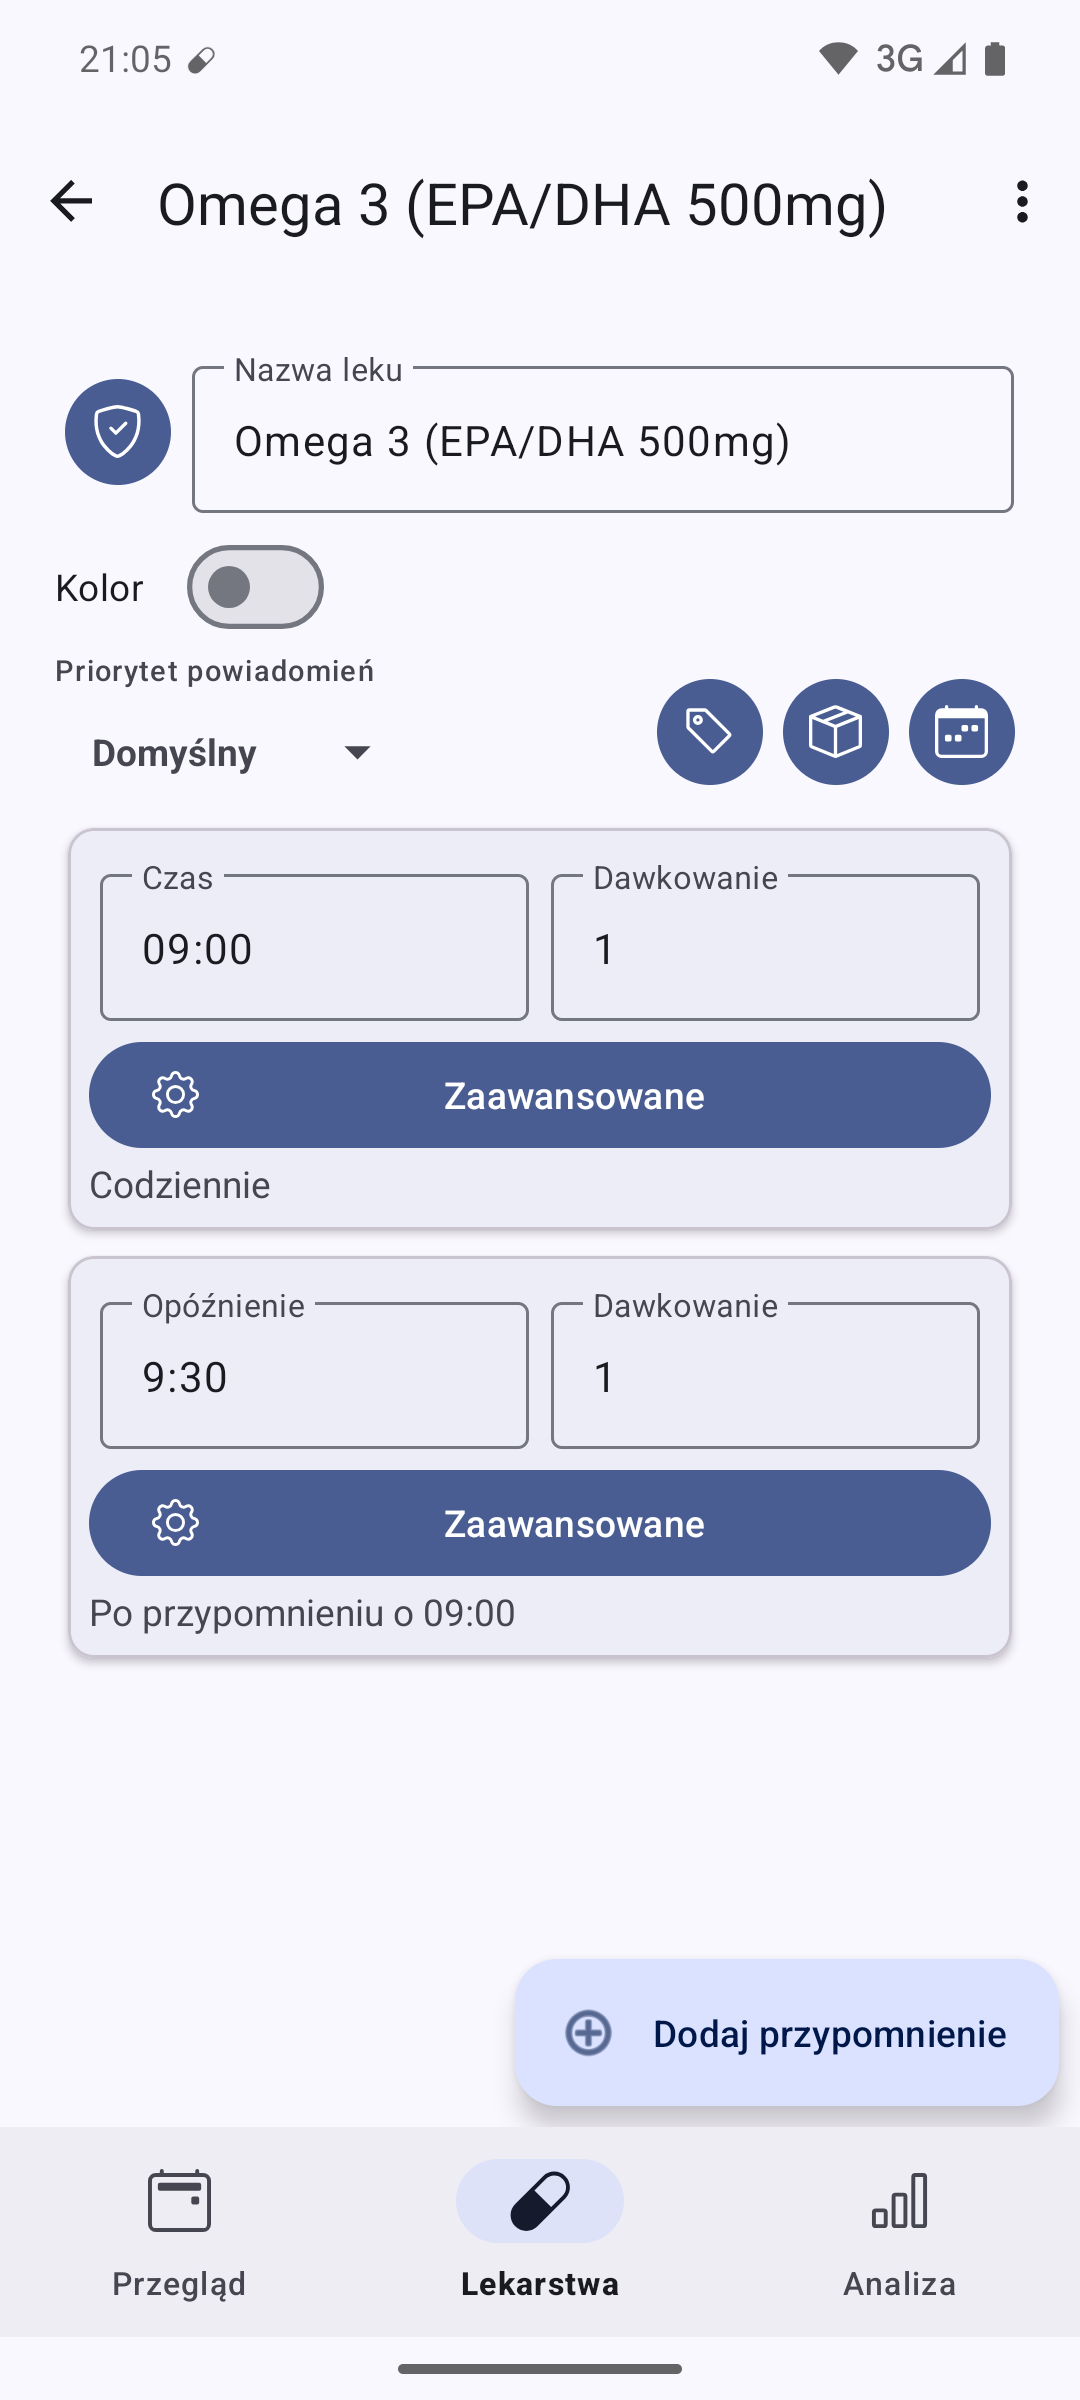 21:05
3G
Omega 3 (EPA/DHA 500mg)
Nazwa leku
Omega 3 (EPA/DHA 500mg)
Kolor
Priorytet powiadomień
Domyślny
Czas
Dawkowanie
09:00
1
Zaawansowane
Codziennie
Opóźnienie
Dawkowanie
9:30
1
Zaawansowane
Po przypomnieniu o 09:00
Dodaj przypomnienie
Przegląd
Lekarstwa
Analiza